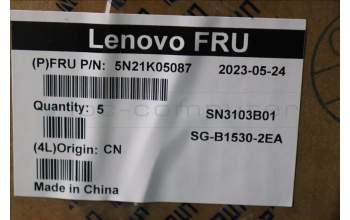 Lenovo FRU
(P)FRU P/N: 5N21K05087 2023-05-24
Quantity: 5 SN3103B01
SG-B1530-2EA
(4L)Origin: CN
Made in China